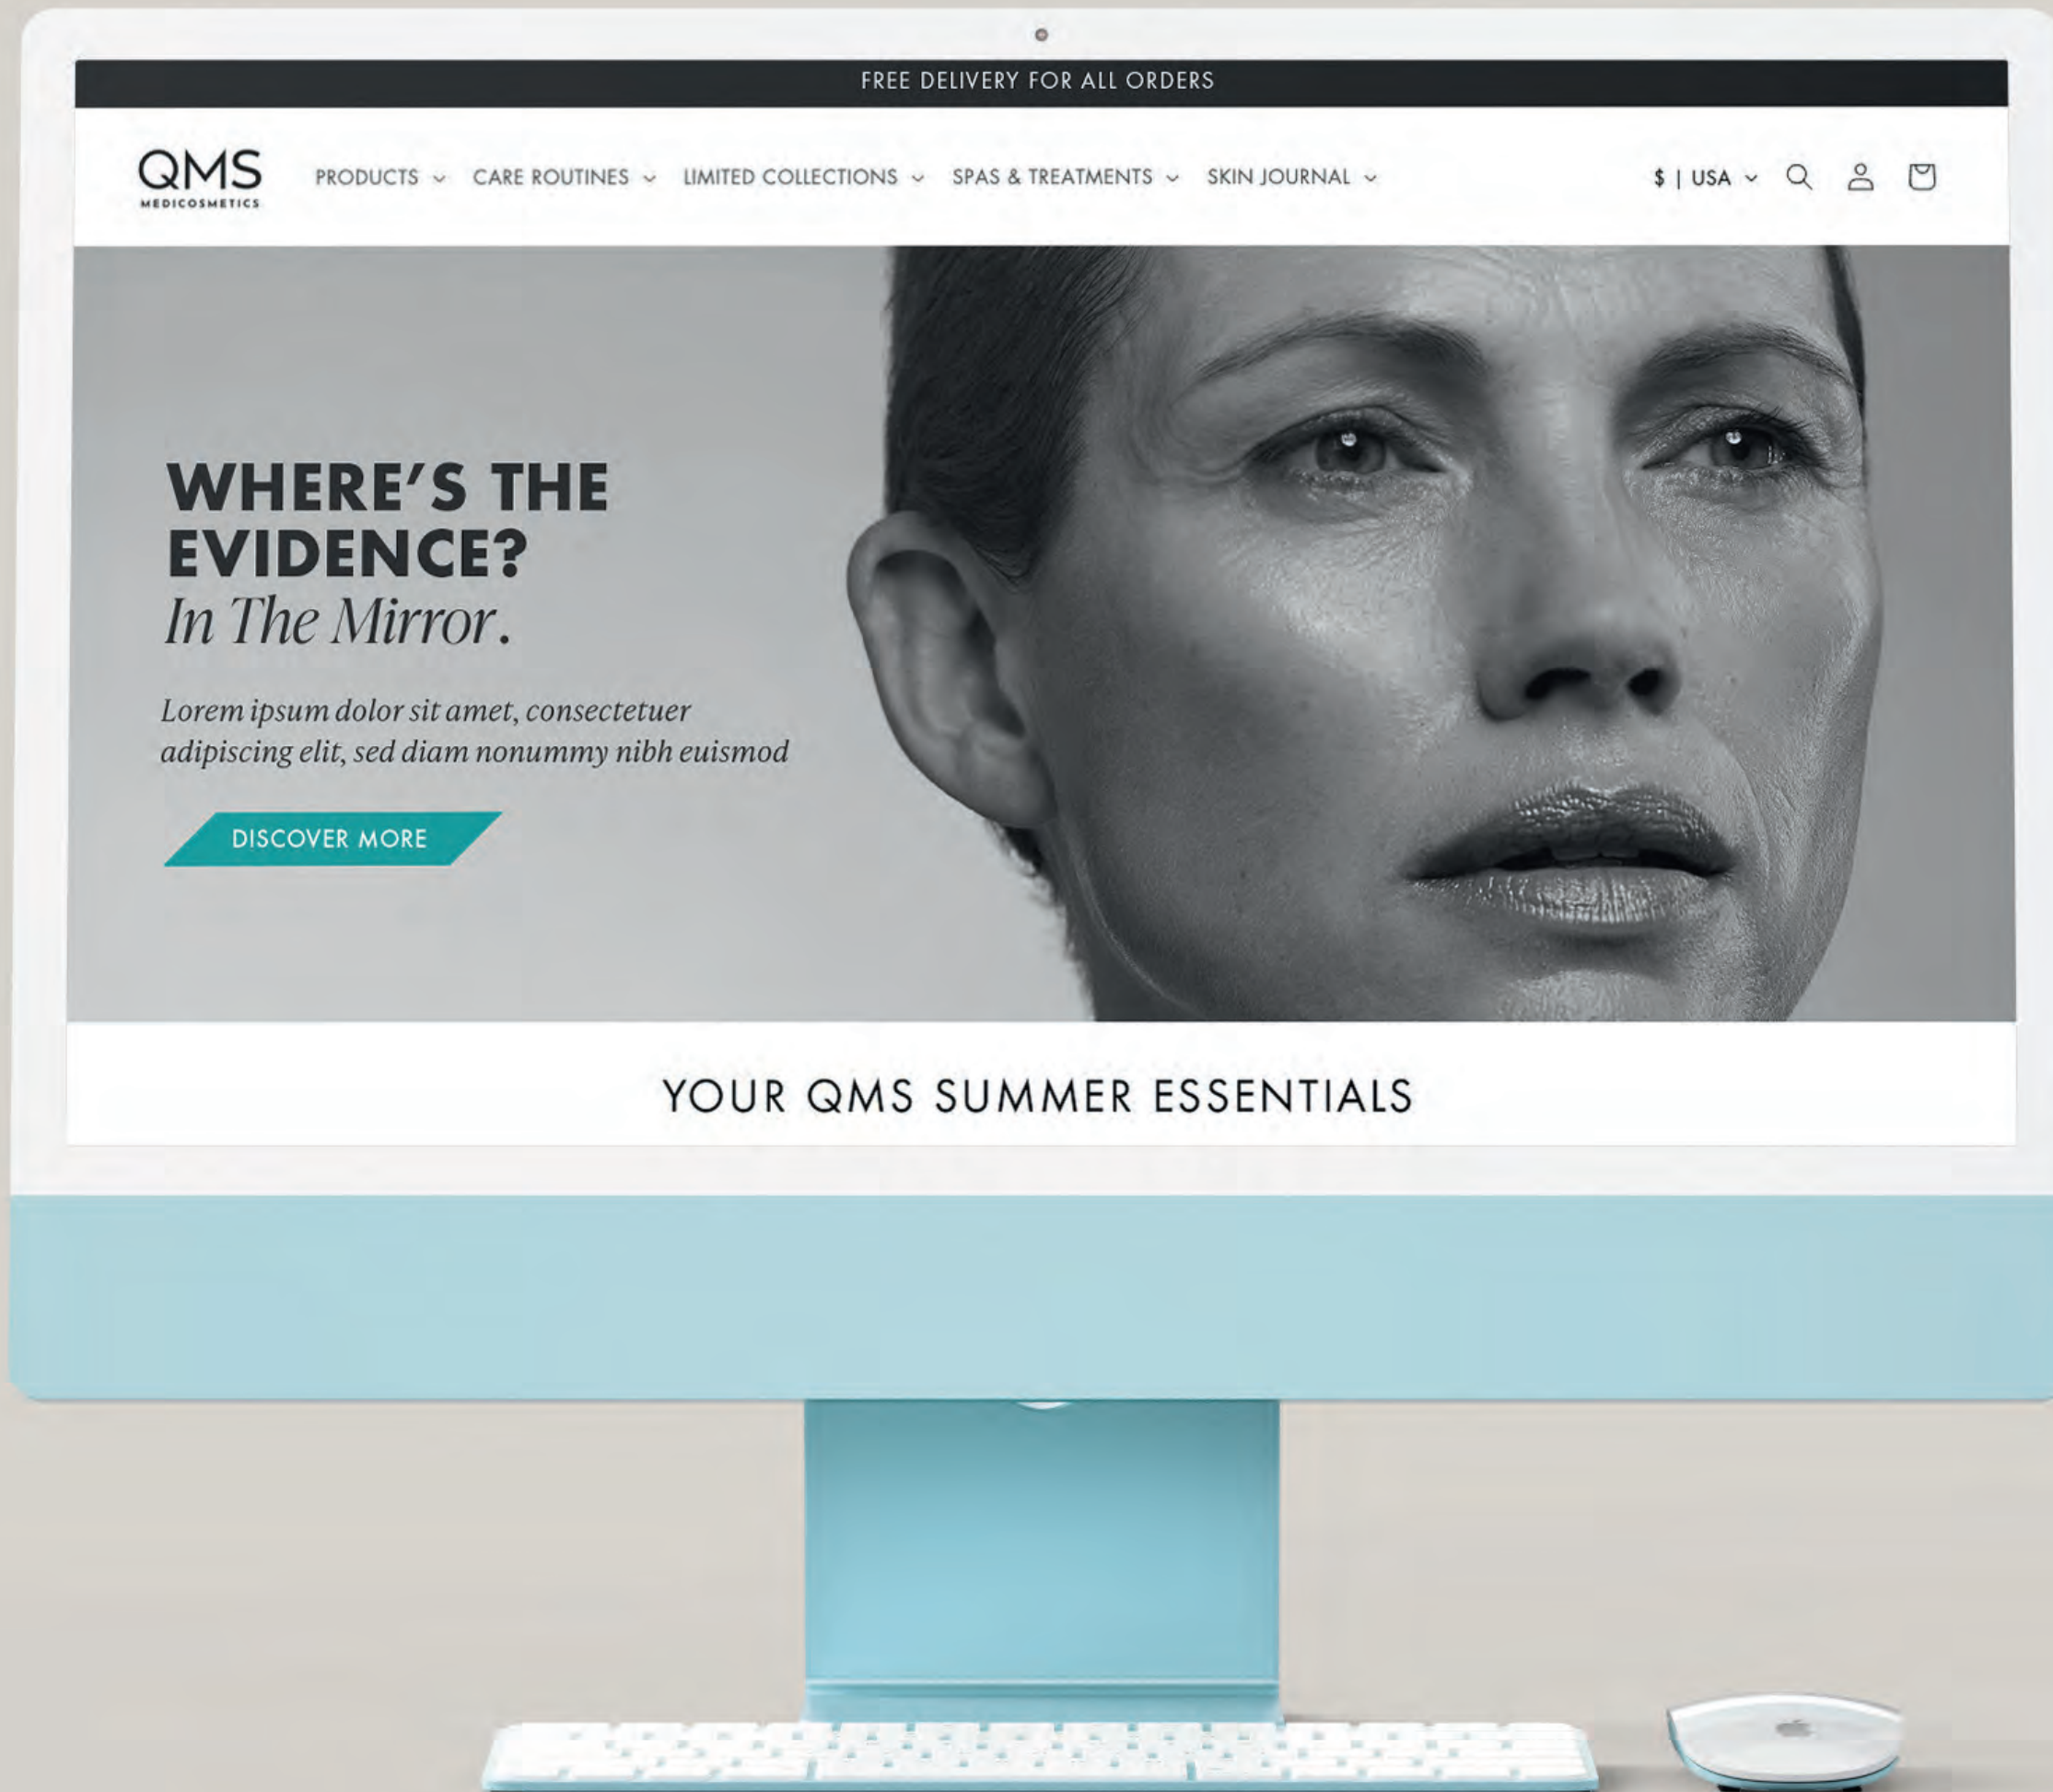 FREE DELIVERY FOR ALL ORDERS
QMS
MEDICOSMETICS
PRODUCTS CARE ROUTINES LIMITED COLLECTIONS SPAS & TREATMENTS SKIN JOURNAL $ | USA
WHERE’S THE
EVIDENCE?
In The Mirror.
Lorem ipsum dolor sit amet, consectetuer
adipiscing elit, sed diam nonummy nibh euismod
DISCOVER MORE
YOUR QMS SUMMER ESSENTIALS